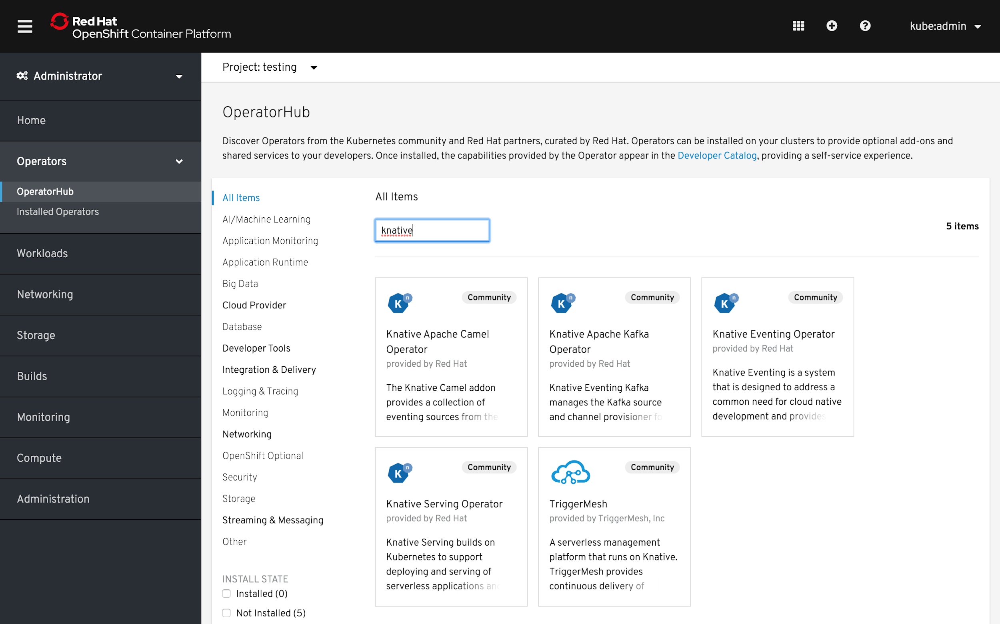 Red Hat
OpenShift Container Platform
kube:admin
Administrator
Home
Operators
OperatorHub
Installed Operators
Workloads
Networking
Storage
Builds
Monitoring
Compute
Administration
Project: testing
OperatorHub
Discover Operators from the Kubernetes community and Red Hat partners, curated by Red Hat. Operators can be installed on your clusters to provide optional add-ons and
shared services to your developers. Once installed, the capabilities provided by the Operator appear in the Developer Catalog, providing a self-service experience.
All Items
AI/Machine Learning
Application Monitoring
Application Runtime
Big Data
Cloud Provider
Database
Developer Tools
Integration & Delivery
Logging & Tracing
Monitoring
Networking
OpenShift Optional
Security
Storage
Streaming & Messaging
Other
INSTALL STATE
Installed (0)
Not Installed (5)
All Items
knative
5 items
K n
Community
Knative Apache Camel
Operator
provided by Red Hat
The Knative Camel addon
provides a collection of
eventing sources from the
K n
Community
Knative Apache Kafka
Operator
provided by Red Hat
Knative Eventing Kafka
manages the Kafka source
and channel provisioner fo
K n
Community
Knative Eventing Operator
provided by Red Hat
Knative Eventing is a system
that is designed to address a
common need for cloud native
development and provides
K n
Community
Knative Serving Operator
provided by Red Hat
Knative Serving builds on
Kubernetes to support
deploying and serving of
serverless applications and
Community
TriggerMesh
provided by TriggerMesh, Inc
A serverless management
platform that runs on Knative.
TriggerMesh provides
continuous delivery of